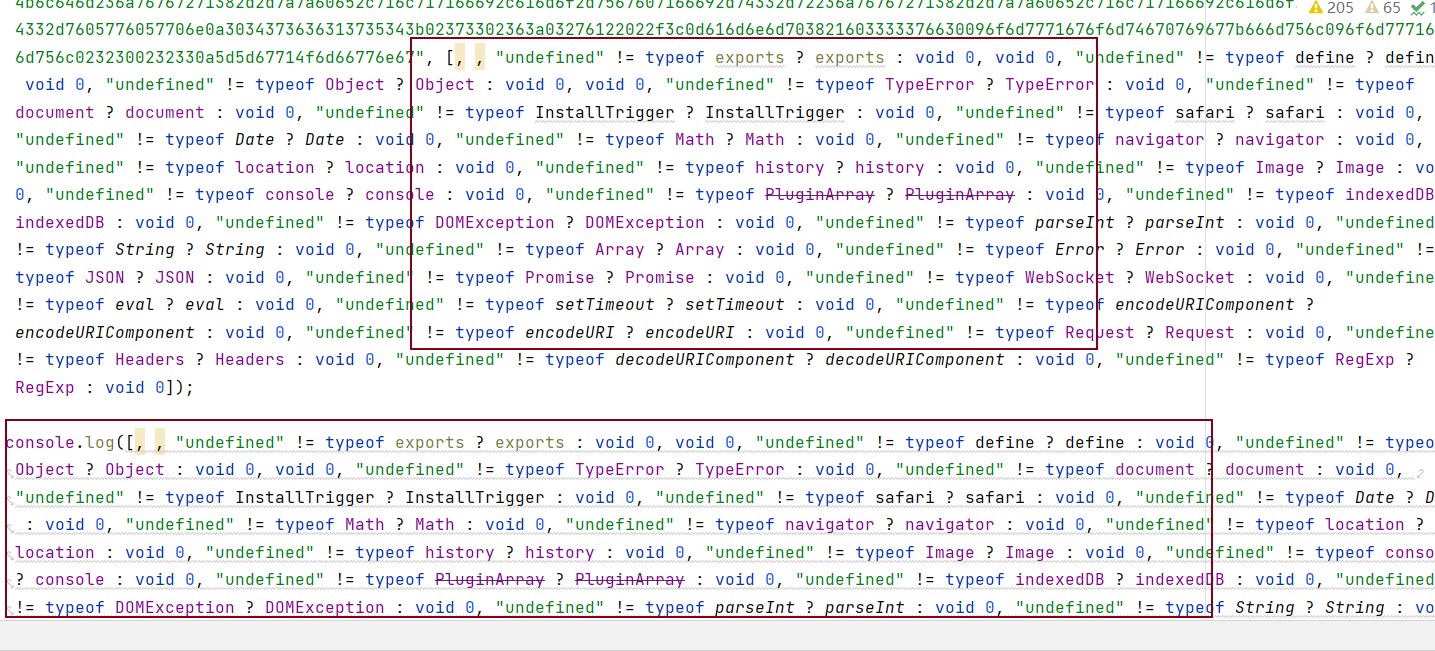 205 65 1
6d756c0232300232330a5d5d67714f6d66776e67", [, , "undefined" != typeof exports ? exports : void 0, void 0, "undefined" != typeof define ? defin
void 0, "undefined" != typeof Object ? Object : void 0, void 0, "undefined" != typeof TypeError ? TypeError : void 0, "undefined" != typeof
document ? document : void 0, "undefined" != typeof InstallTrigger ? InstallTrigger : void 0, "undefined" != typeof safari ? safari : void 0,
"undefined" != typeof Date ? Date : void 0, "undefined" != typeof Math ? Math : void 0, "undefined" != typeof navigator ? navigator : void 0,
"undefined" != typeof location ? location : void 0, "undefined" != typeof history ? history : void 0, "undefined" != typeof Image ? Image : vo
0, "undefined" != typeof console ? console : void 0, "undefined" != typeof PluginArray ? PluginArray : void 0, "undefined" != typeof indexedDB
indexedDB : void 0, "undefined" != typeof DOMException ? DOMException : void 0, "undefined" != typeof parseInt ? parseInt : void 0, "undefined"
!= typeof String ? String : void 0, "undefined" != typeof Array ? Array : void 0, "undefined" != typeof Error ? Error : void 0, "undefined" !=
typeof JSON ? JSON : void 0, "undefined" != typeof Promise ? Promise : void 0, "undefined" != typeof WebSocket ? WebSocket : void 0, "undefine
!= typeof eval ? eval : void 0, "undefined" != typeof setTimeout ? setTimeout : void 0, "undefined" != typeof encodeURIComponent ?
encodeURIComponent : void 0, "undefined" != typeof encodeURI ? encodeURI : void 0, "undefined" != typeof Request ? Request : void 0, "undefine
!= typeof Headers ? Headers : void 0, "undefined" != typeof decodeURIComponent ? decodeURIComponent : void 0, "undefined" != typeof RegExp ?
RegExp : void 0]);
console.log([, , "undefined" != typeof exports ? exports : void 0, void 0, "undefined" != typeof define ? define : void 0, "undefined" != typeo
Object ? Object : void 0, void 0, "undefined" != typeof TypeError ? TypeError : void 0, "undefined" != typeof document ? document : void 0,
"undefined" != typeof InstallTrigger ? InstallTrigger : void 0, "undefined" != typeof safari ? safari : void 0, "undefined" != typeof Date ? D
: void 0, "undefined" != typeof Math ? Math : void 0, "undefined" != typeof navigator ? navigator : void 0, "undefined" != typeof location ?
location : void 0, "undefined" != typeof history ? history : void 0, "undefined" != typeof Image ? Image : void 0, "undefined" != typeof conso
? console : void 0, "undefined" != typeof PluginArray ? PluginArray : void 0, "undefined" != typeof indexedDB ? indexedDB : void 0, "undefined
!= typeof DOMException ? DOMException : void 0, "undefined" != typeof parseInt ? parseInt : void 0, "undefined" != typeof String ? String : vo